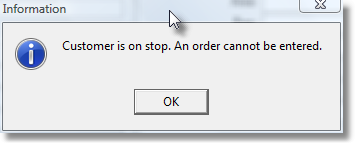 Information
Customer is on stop. An order cannot be entered.
OK